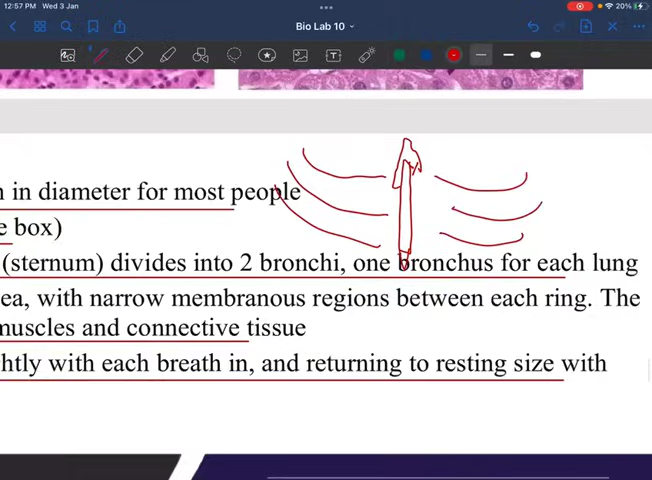 12:57 PM Wed 3 Jan
20%
Bio Lab 10
T
n in diameter for most people
e box)
(sternum) divides into 2 bronchi, one bronchus for each lung
ea, with narrow membranous regions between each ring. The
muscles and connective tissue
htly with each breath in, and returning to resting size with